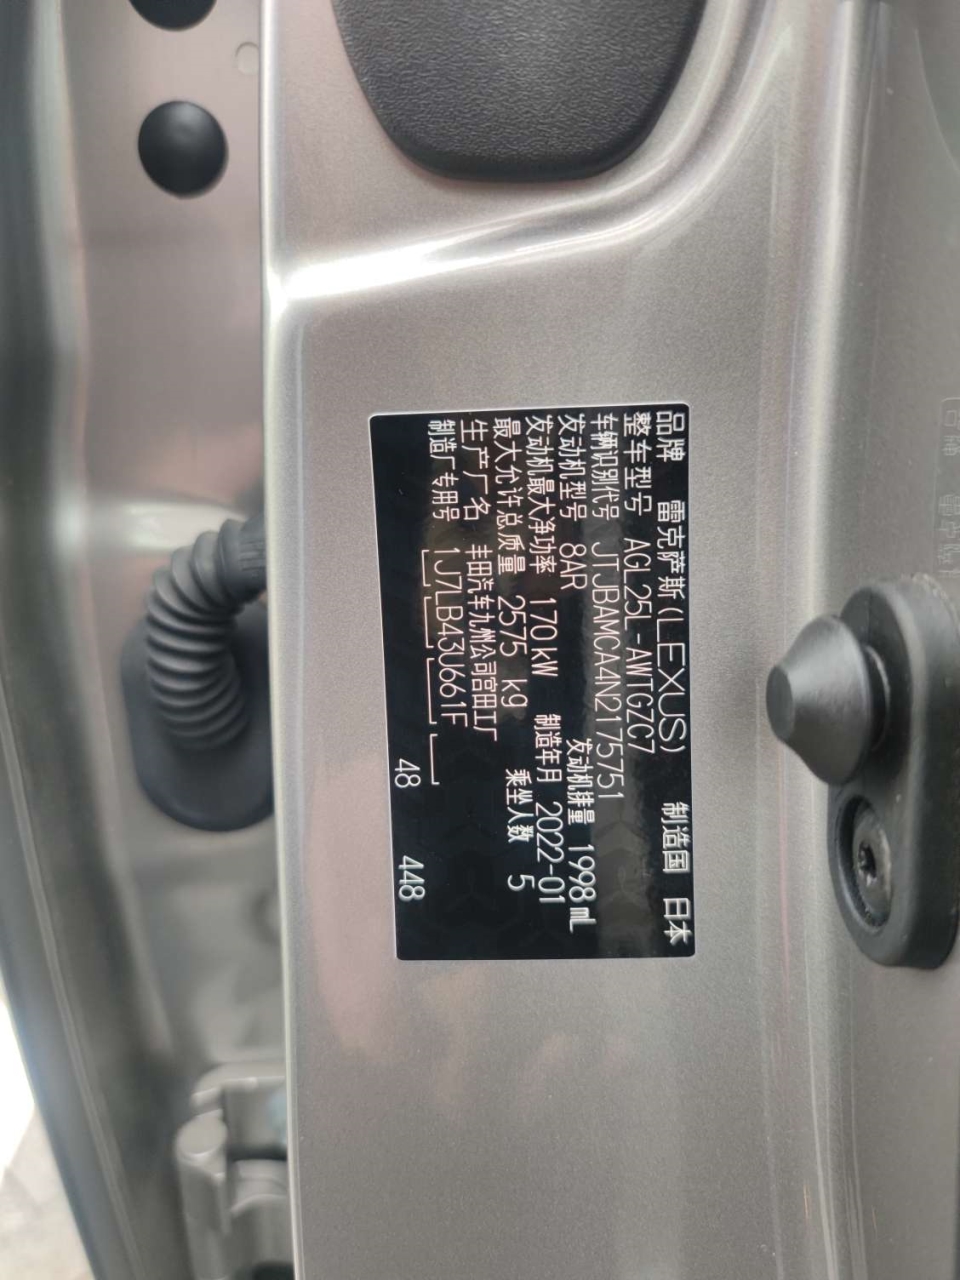 品牌 雷克萨斯(LEXUS) 制造国 日本
整车型号 AGL25L-AWTGZC7
车辆识别代号 JTJBAMCA4N2175751
发动机型号 8AR 发动机排量 1998mL
发动机最大净功率 170kW 制造年月 2022-01
最大允许总质量 2575 kg 乘坐人数 5
生产厂名 丰田汽车九州公司宫田工厂
制造厂专用号 1J7LB43U661F
48 448